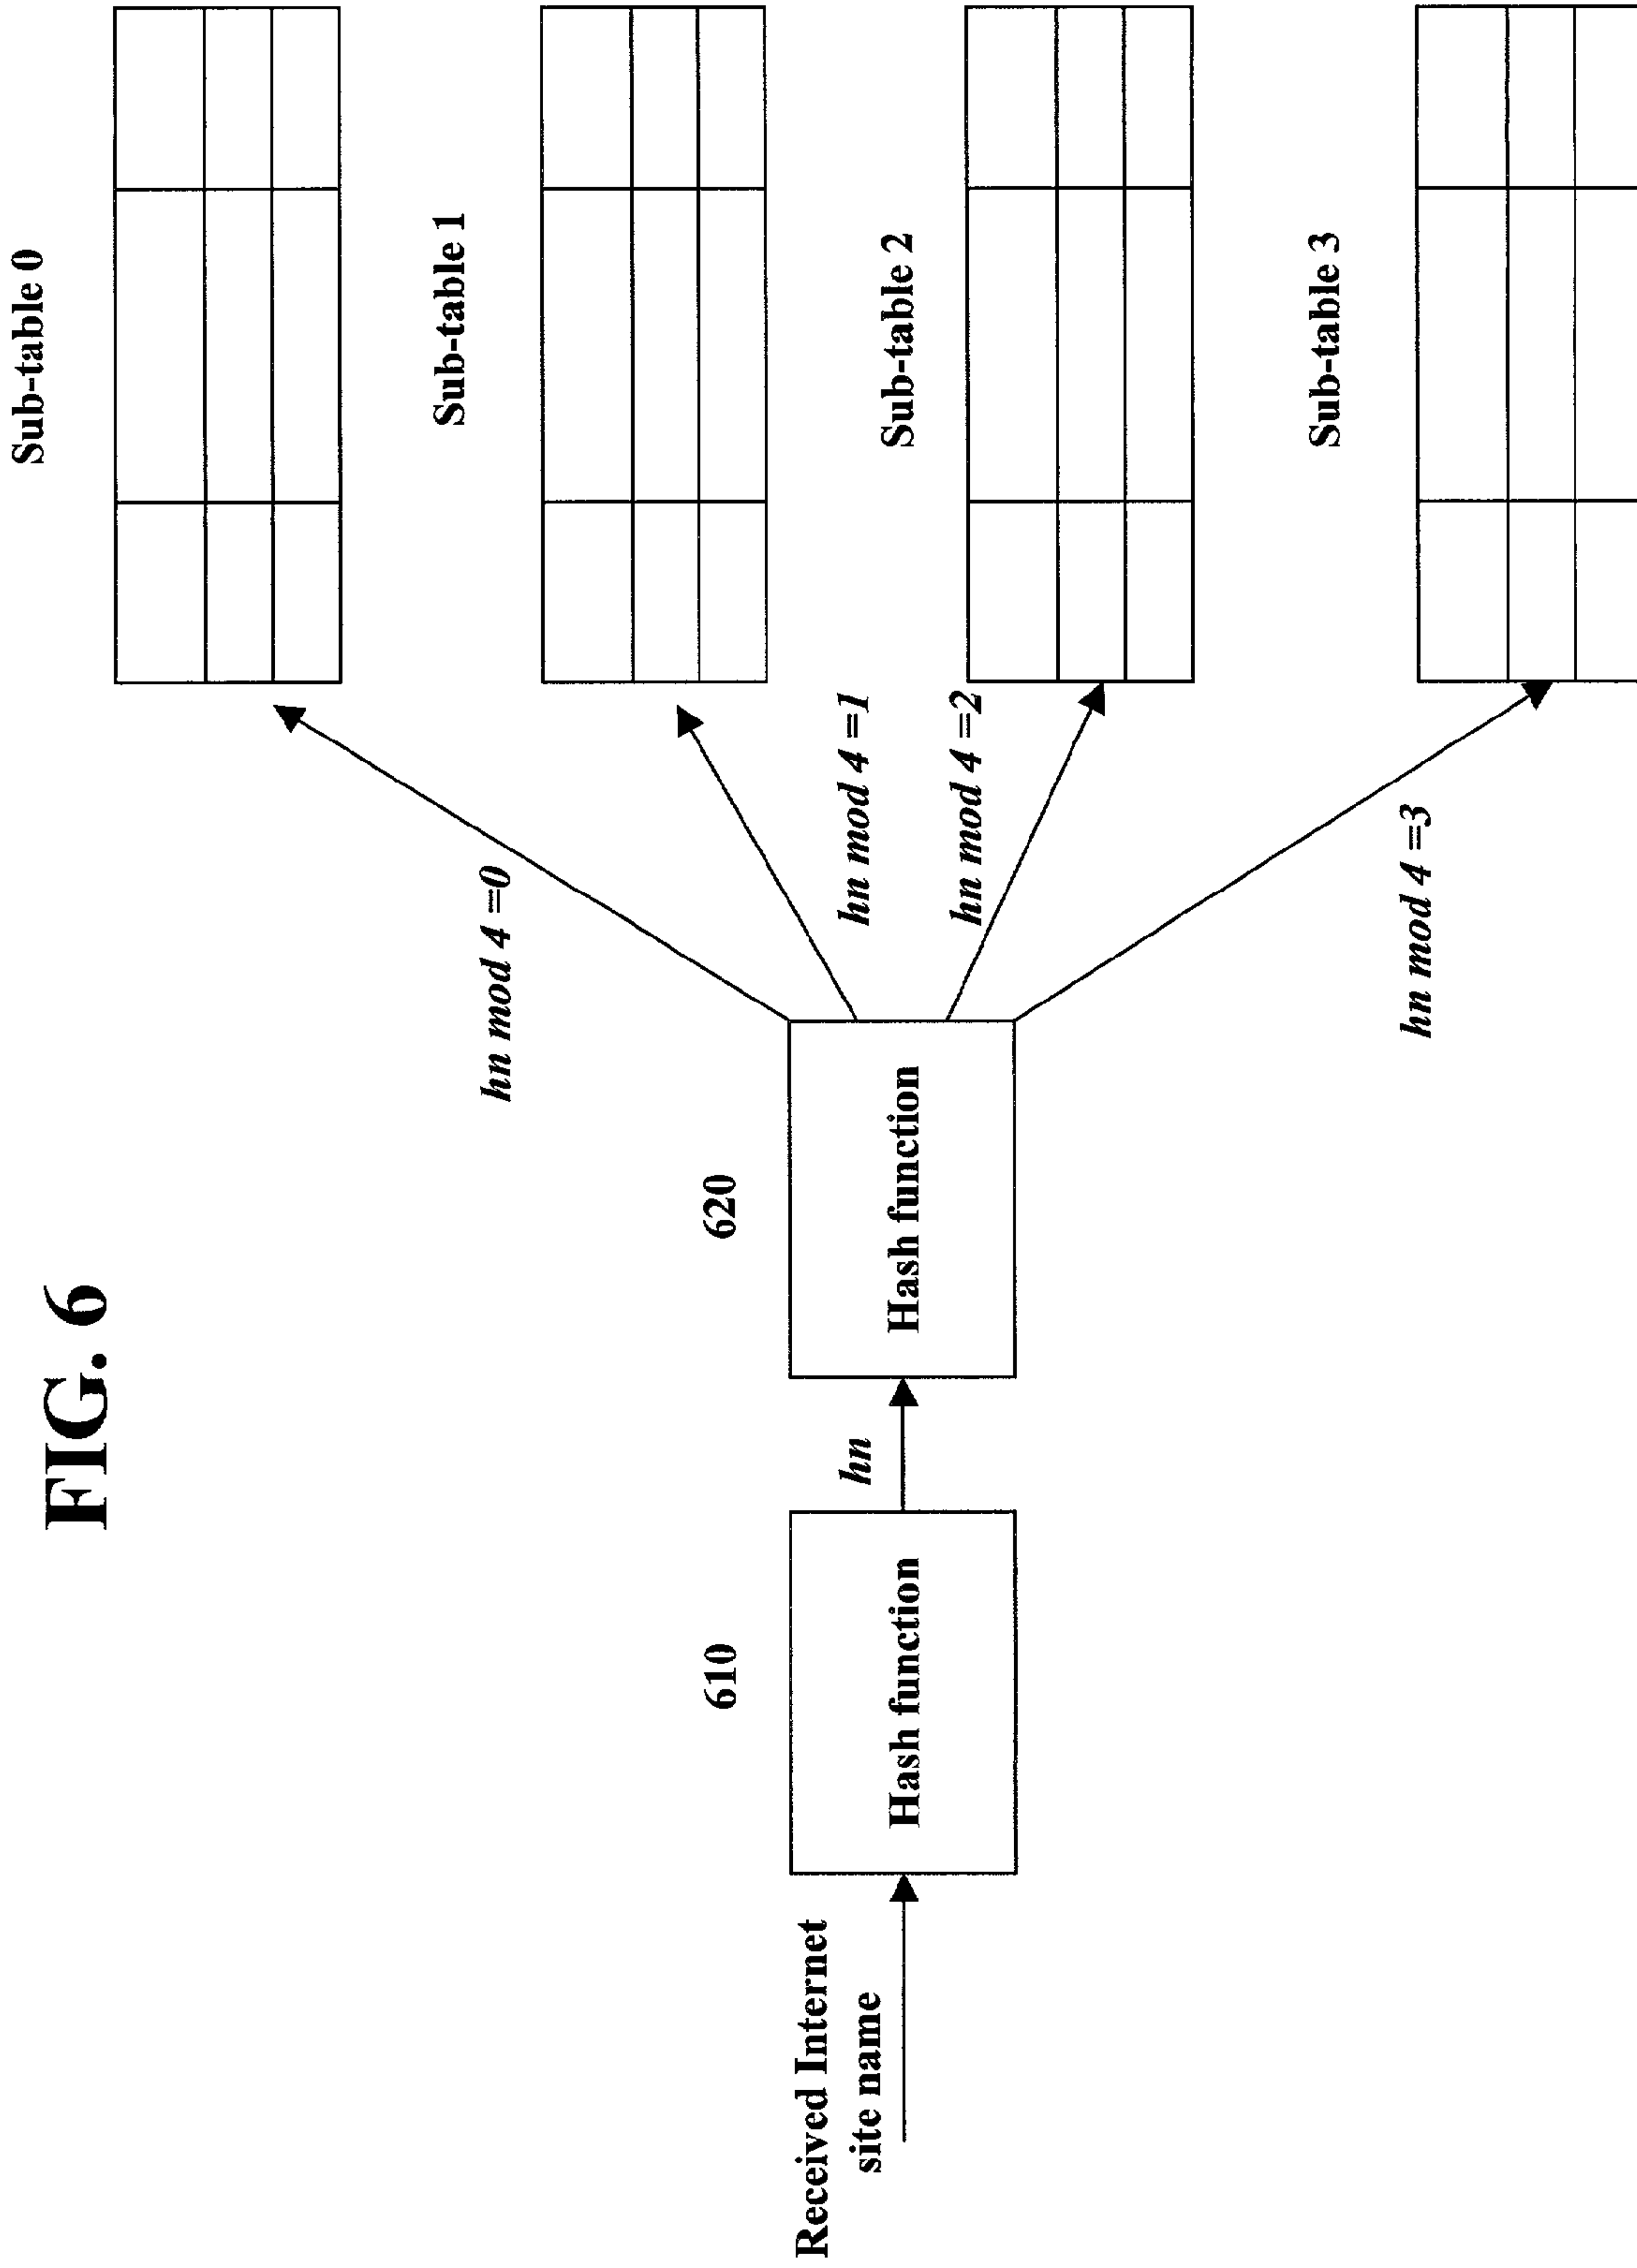 FIG. 6
Received Internet
site name
610
Hash function
hn
620
Hash function
hn mod 4 =0
hn mod 4 =1
hn mod 4 =2
hn mod 4 =3
Sub-table 0
Sub-table 1
Sub-table 2
Sub-table 3